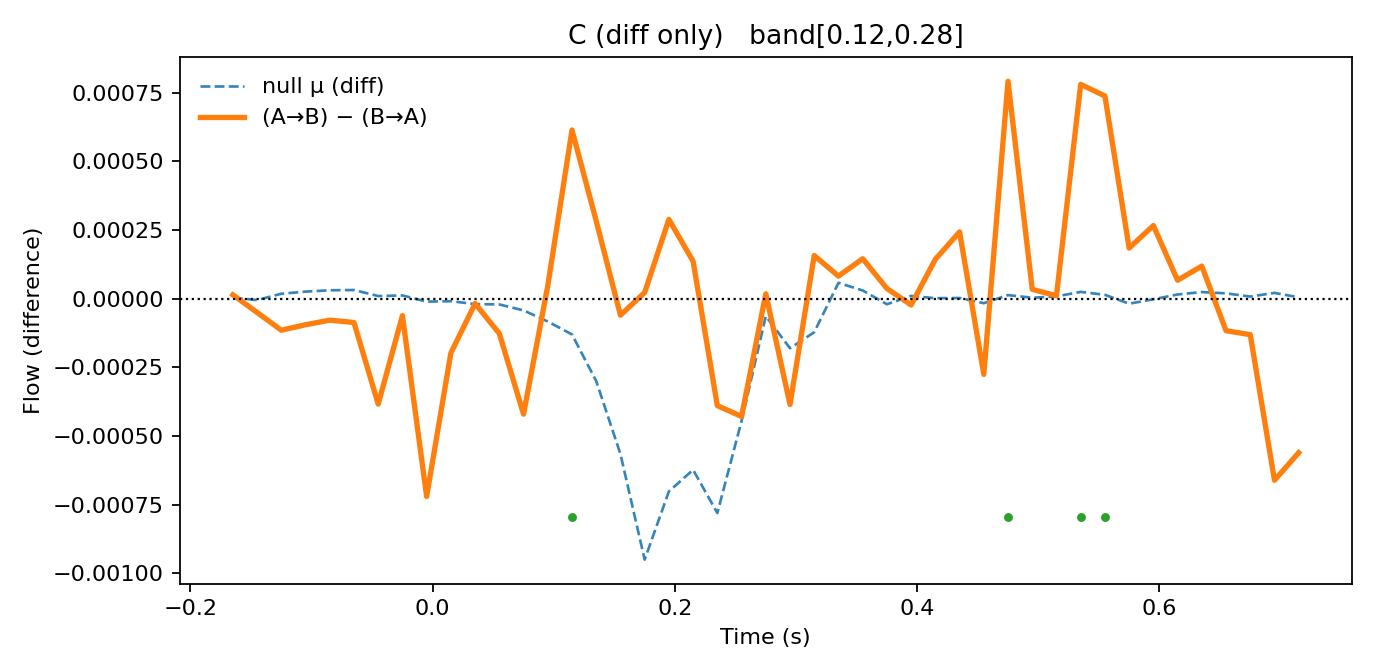 C (diff only)   band[0.12,0.28]
null μ (diff)
(A→B) − (B→A)
0.00075
0.00050
0.00025
0.00000
−0.00025
−0.00050
−0.00075
−0.00100
Flow (difference)
−0.2
0.0
0.2
0.4
0.6
Time (s)